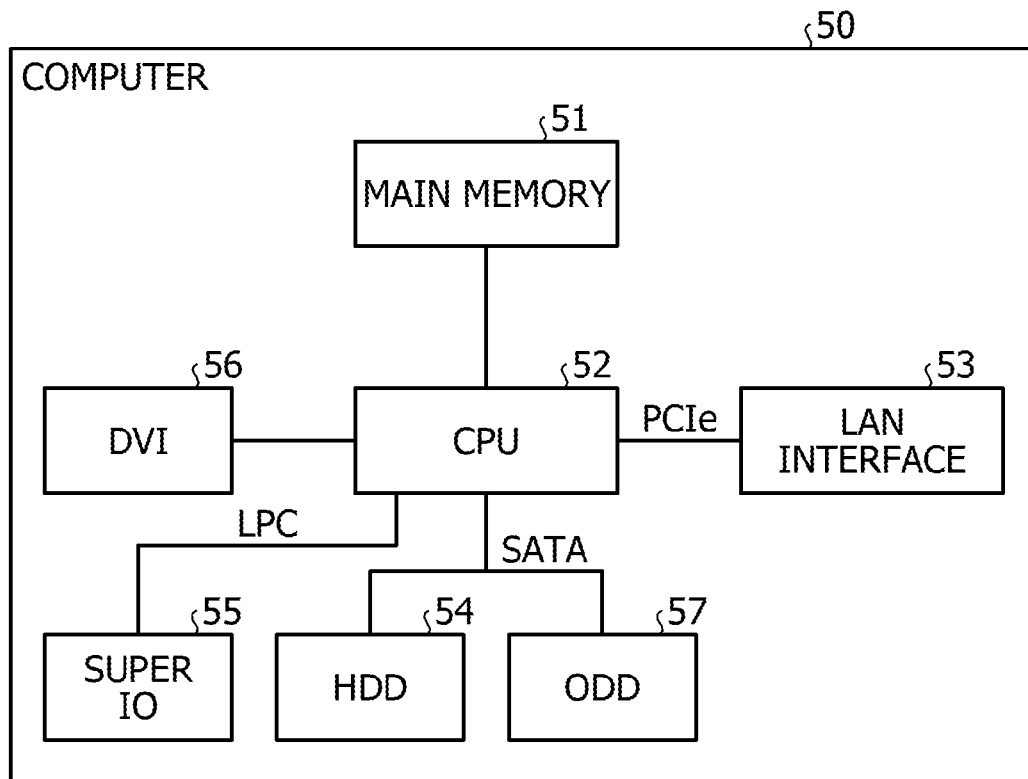 50
COMPUTER
51
MAIN MEMORY
56
52
53
DVI
CPU
PCIe
LAN
INTERFACE
LPC
SATA
55
54
57
SUPER
IO
HDD
ODD